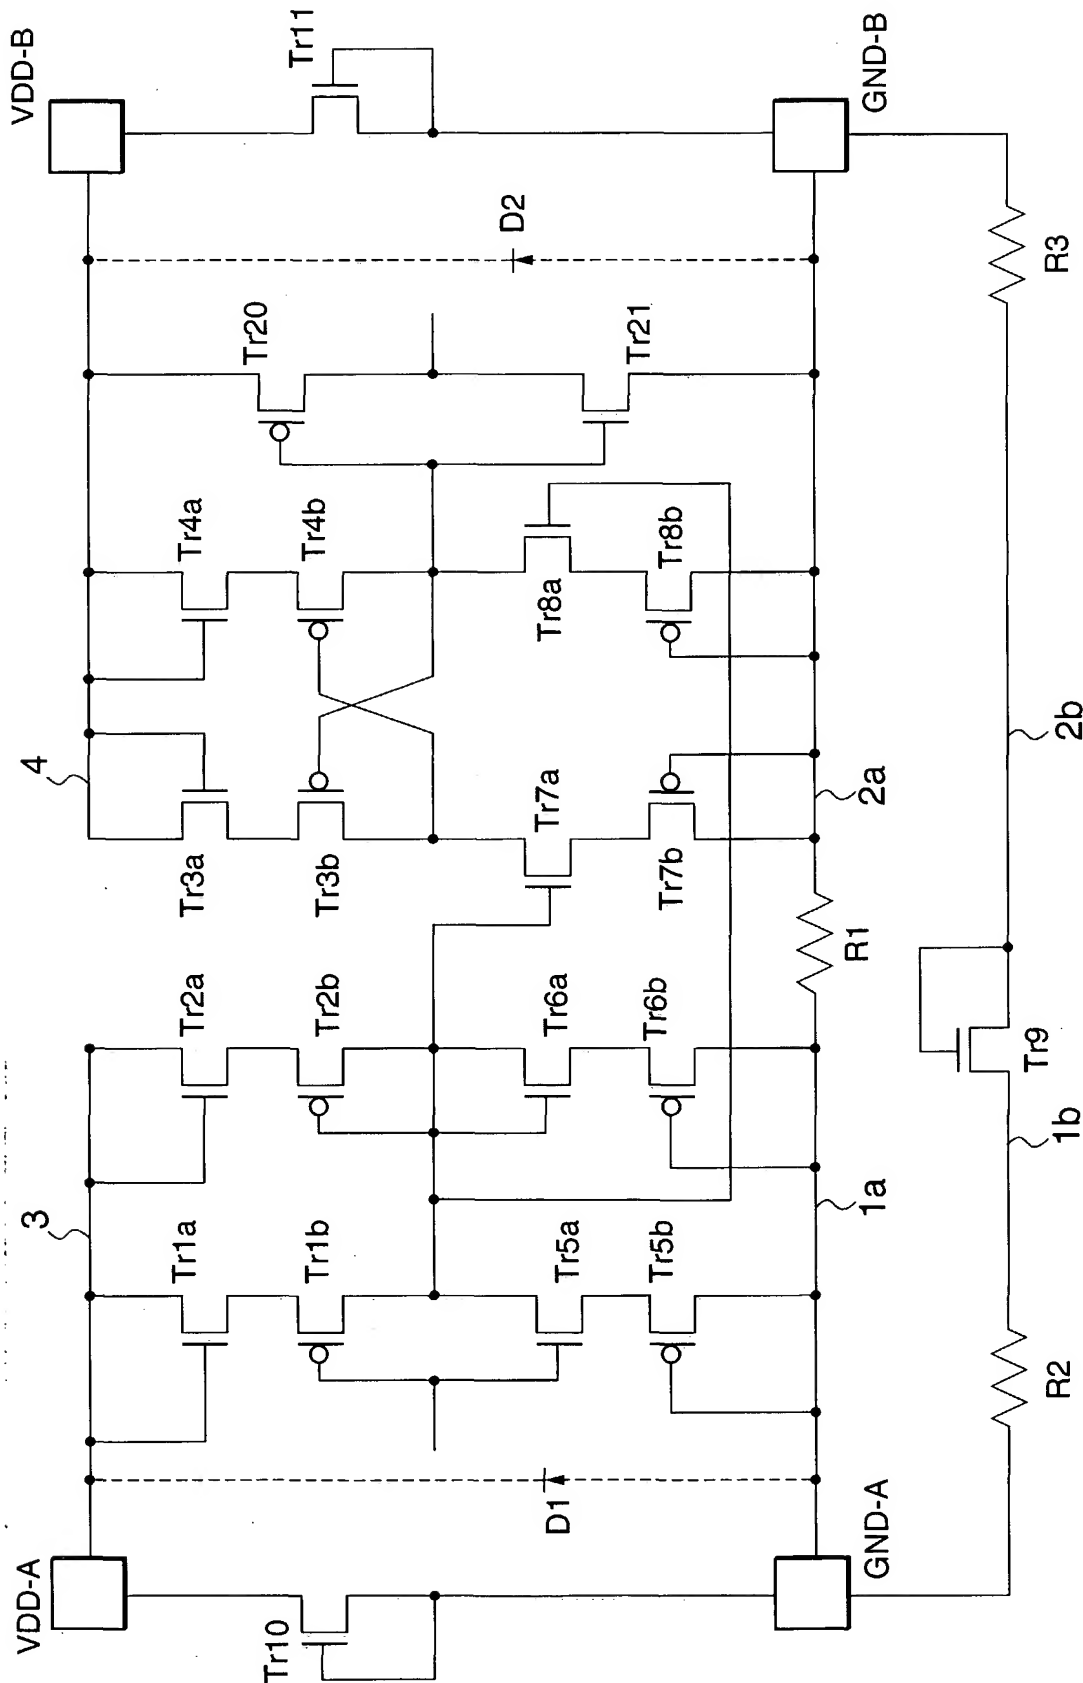 VDD-A
VDD-B
Tr10
Tr11
3
4
Tr1a
Tr2a
Tr3a
Tr4a
Tr20
Tr1b
Tr2b
Tr3b
Tr4b
D1
D2
Tr5a
Tr6a
Tr7a
Tr8a
Tr21
Tr5b
Tr6b
Tr7b
Tr8b
GND-A
1a
R1
2a
GND-B
R2
1b
Tr9
2b
R3